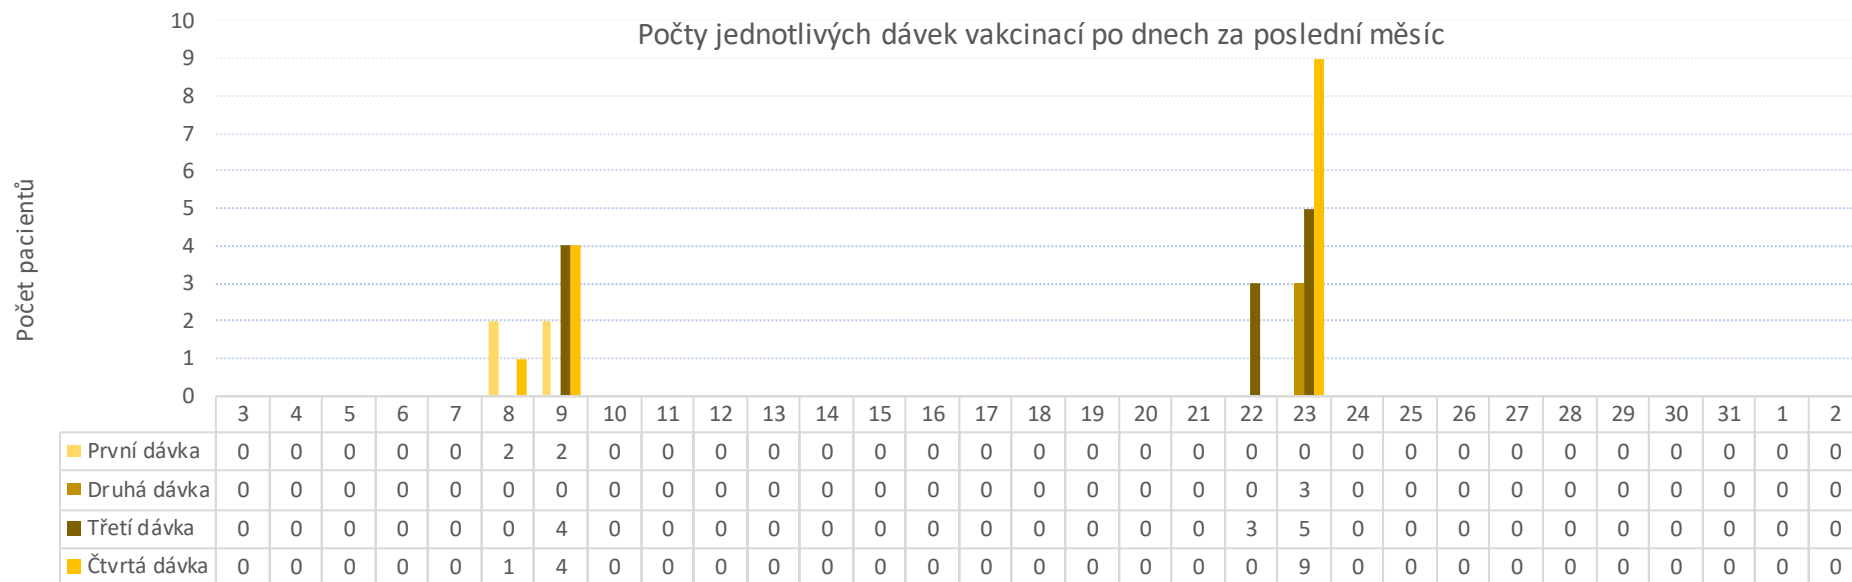 Počty jednotlivých dávek vakcinací po dnech za poslední měsíc
Počet pacientů
10
9
8
7
6
5
4
3
2
1
0
3 4 5 6 7 8 9 10 11 12 13 14 15 16 17 18 19 20 21 22 23 24 25 26 27 28 29 30 31 1 2
První dávka 0 0 0 0 0 2 2 0 0 0 0 0 0 0 0 0 0 0 0 0 0 0 0 0 0 0 0 0 0 0 0
Druhá dávka 0 0 0 0 0 0 0 0 0 0 0 0 0 0 0 0 0 0 0 0 3 0 0 0 0 0 0 0 0 0 0
Třetí dávka 0 0 0 0 0 0 4 0 0 0 0 0 0 0 0 0 0 0 0 3 5 0 0 0 0 0 0 0 0 0 0
Čtvrtá dávka 0 0 0 0 0 1 4 0 0 0 0 0 0 0 0 0 0 0 0 0 9 0 0 0 0 0 0 0 0 0 0